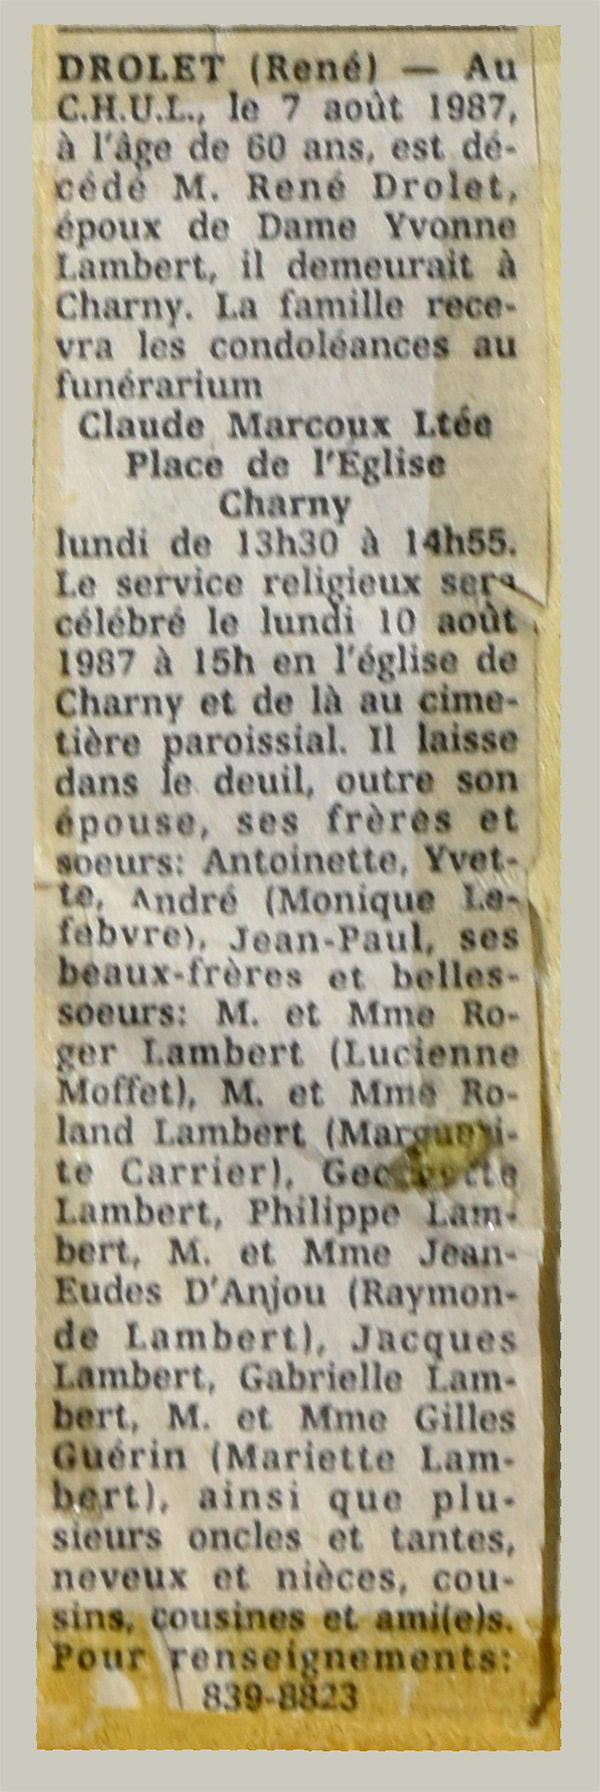 DROLET (René) — Au
C.H.U.L., le 7 août 1987,
à l'âge de 60 ans, est dé-
cédé M. René Drolet,
époux de Dame Yvonne
Lambert, il demeurait à
Charny. La famille rece-
vra les condoléances au
funérarium
Claude Marcoux Ltée
Place de l'Église
Charny
lundi de 13h30 à 14h55.
Le service religieux sera
célébré le lundi 10 août
1987 à 15h en l'église de
Charny et de là au cime-
tière paroissial. Il laisse
dans le deuil, outre son
épouse, ses frères et
soeurs: Antoinette, Yvet-
te, André (Monique Le-
febvre), Jean-Paul, ses
beaux-frères et belles-
soeurs: M. et Mme Ro-
ger Lambert (Lucienne
Moffet), M. et Mme Ro-
land Lambert (Margueri-
te Carrier),
Lambert, Philippe Lam-
bert, M. et Mme Jean-
Eudes D'Anjou (Raymon-
de Lambert), Jacques
Lambert, Gabrielle Lam-
bert, M. et Mme Gilles
Guérin (Mariette Lam-
bert), ainsi que plu-
sieurs oncles et tantes,
neveux et nièces, cou-
sins, cousines et ami(e)s.
Pour renseignements:
839-8823